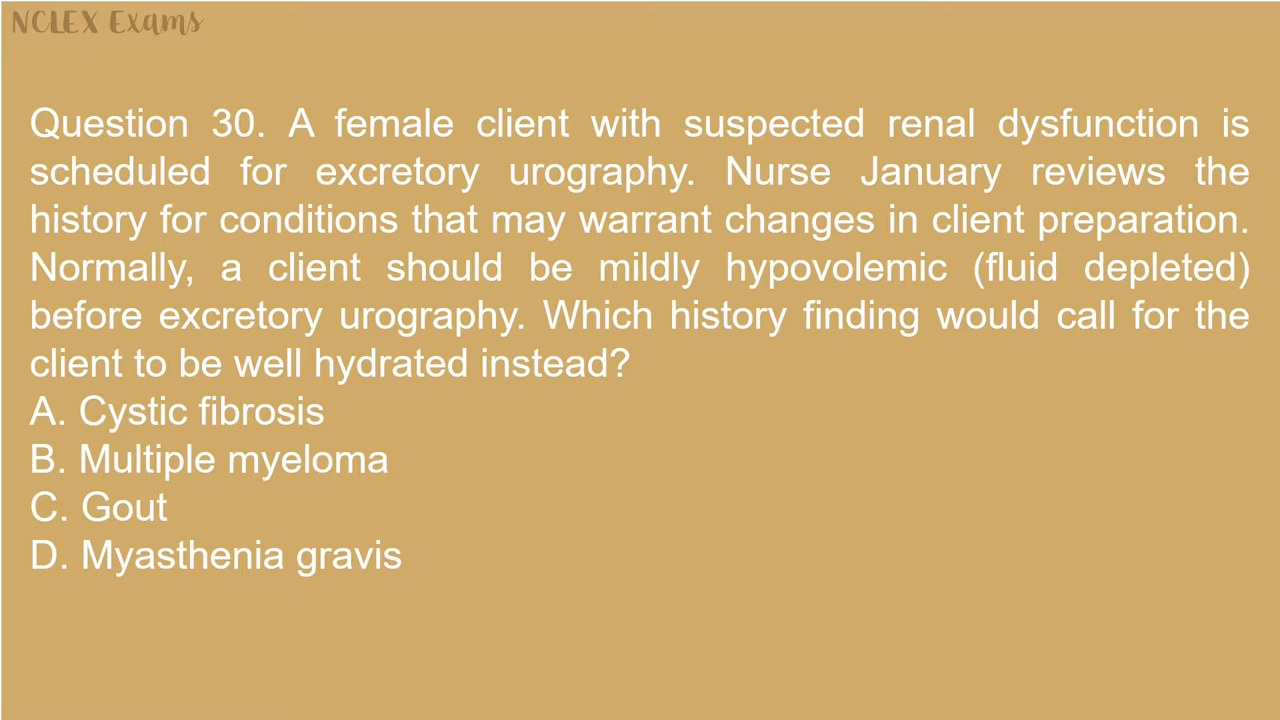 NCLEX Exams
Question 30. A female client with suspected renal dysfunction is
scheduled for excretory urography. Nurse January reviews the
history for conditions that may warrant changes in client preparation.
Normally, a client should be mildly hypovolemic (fluid depleted)
before excretory urography. Which history finding would call for the
client to be well hydrated instead?
A. Cystic fibrosis
B. Multiple myeloma
C. Gout
D. Myasthenia gravis